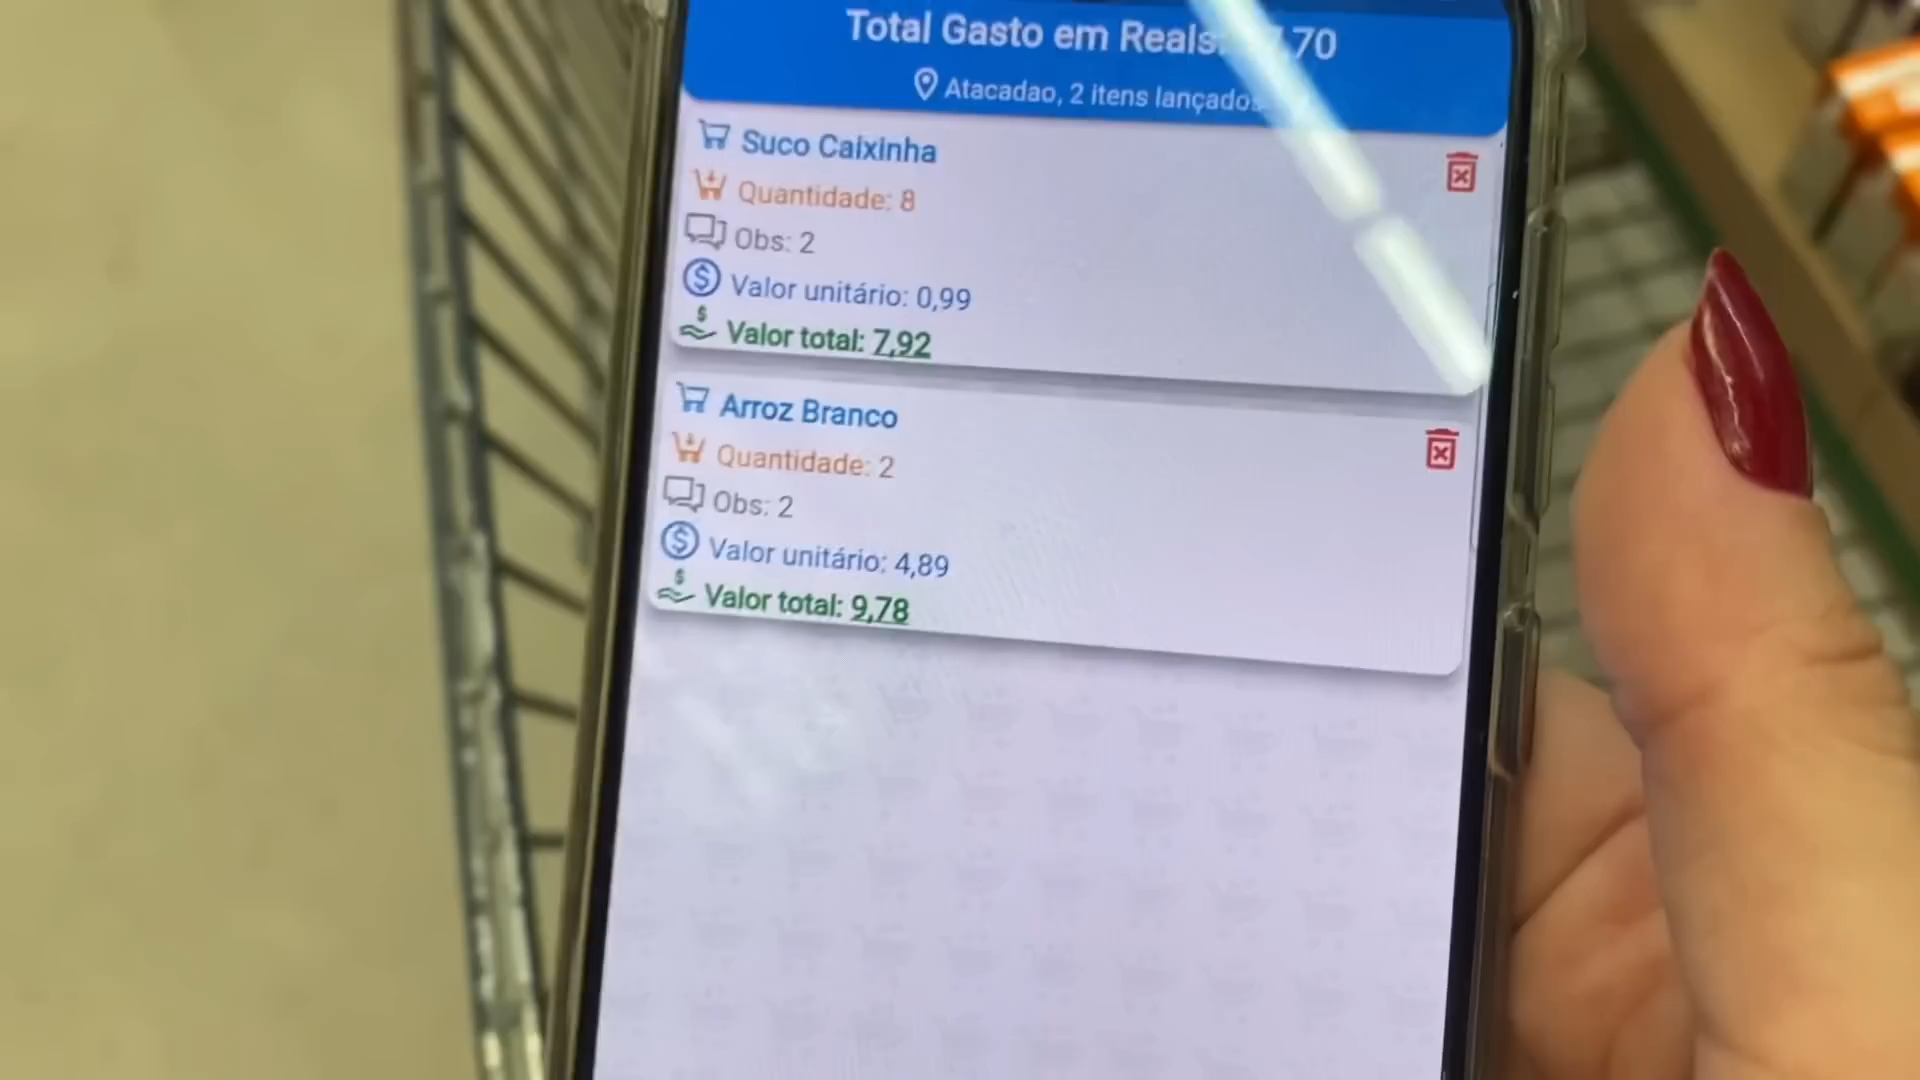 Total Gasto em Reals: 70
Atacadao, 2 itens lançados
Suco Caixinha
Quantidade: 8
Obs: 2
Valor unitário: 0,99
Valor total: 7,92
Arroz Branco
Quantidade: 2
Obs: 2
Valor unitário: 4,89
Valor total: 9,78